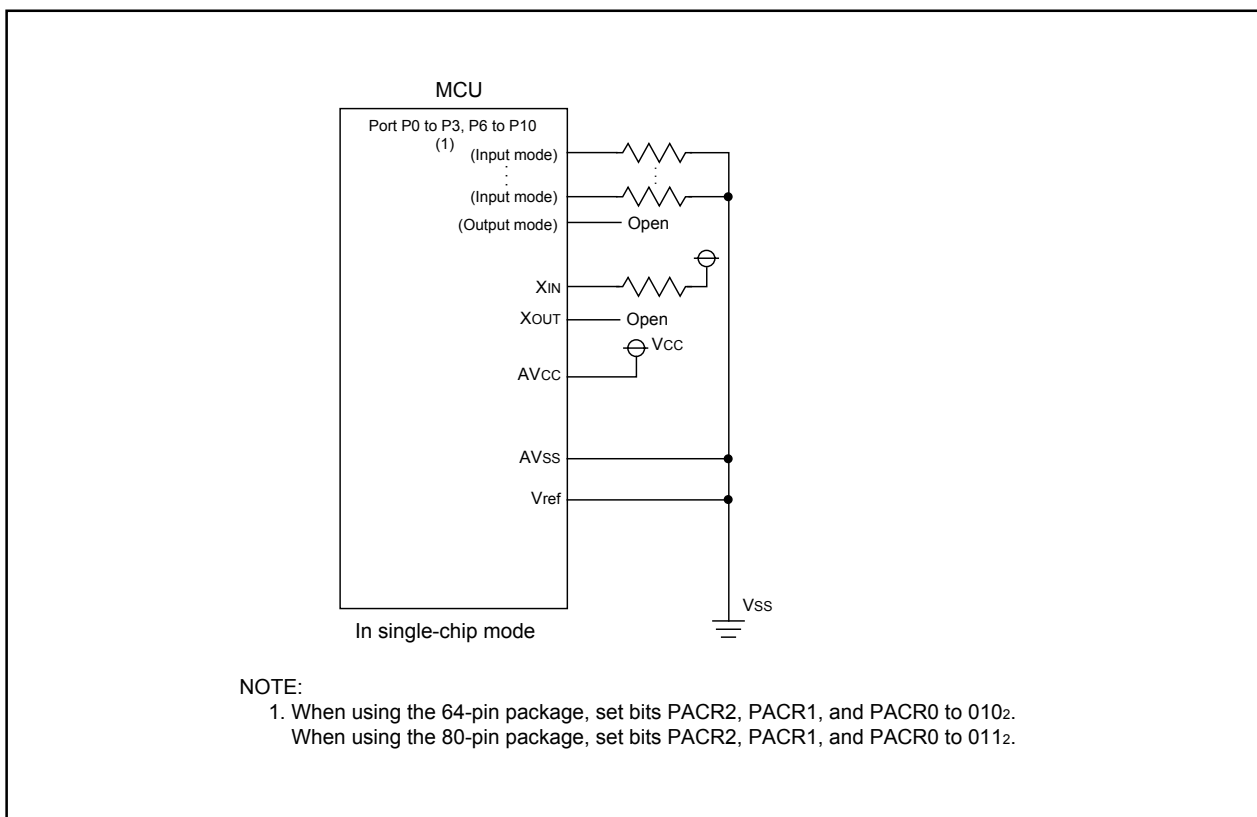 MCU
Port P0 to P3, P6 to P10
(1)
(Input mode)
(Input mode)
(Output mode)
Open
XIN
XOUT
Open
VCC
AVCC
AVSS
Vref
VSS
In single-chip mode
NOTE:
1. When using the 64-pin package, set bits PACR2, PACR1, and PACR0 to 010₂.
When using the 80-pin package, set bits PACR2, PACR1, and PACR0 to 011₂.